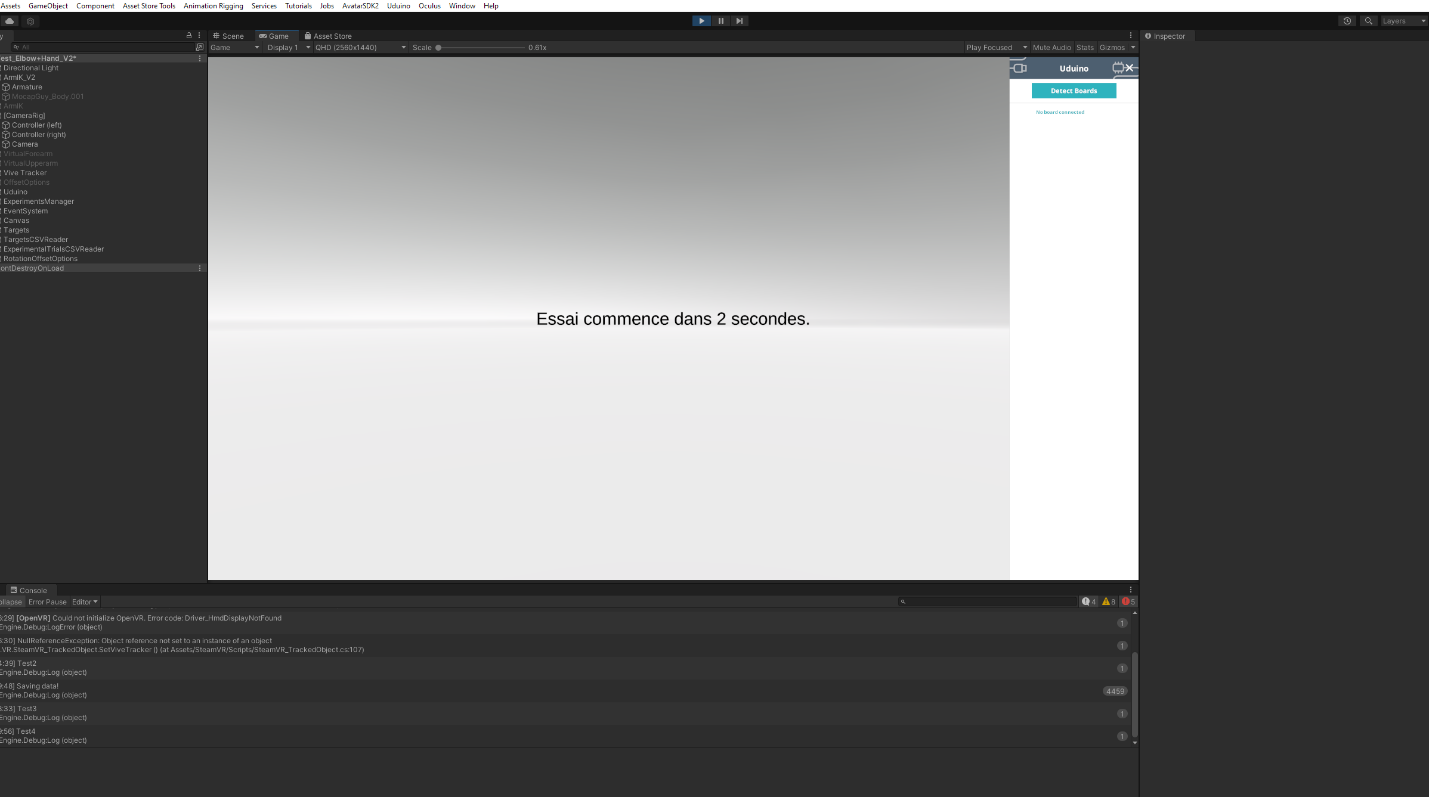 Assets GameObject Component Asset Store Tools Animation Rigging Services Tutorials Jobs AvatarSDK2 Uduino Oculus Window Help
Layers
Scene Game Asset Store
Inspector
All
Game Display 1 QHD (2560x1440) Scale 0.61x Play Focused Mute Audio Stats Gizmos
est_Elbow+Hand_V2*
Directional Light
ArmIK_V2
Armature
MocapGuy_Body.001
ArmIK
[CameraRig]
Controller (left)
Controller (right)
Camera
VirtualForearm
VirtualUpperarm
Vive Tracker
OffsetOptions
Uduino
ExperimentsManager
EventSystem
Canvas
Targets
TargetsCSVReader
ExperimentalTrialsCSVReader
RotationOffsetOptions
ontDestroyOnLoad
Uduino
Detect Boards
No board connected
Essai commence dans 2 secondes.
Console
ollapse Error Pause Editor 4 8 5
:29] [OpenVR] Could not initialize OpenVR. Error code: Driver_HmdDisplayNotFound
Engine.Debug:LogError (object)
1
:30] NullReferenceException: Object reference not set to an instance of an object
.VR.SteamVR_TrackedObject.SetViveTracker () (at Assets/SteamVR/Scripts/SteamVR_TrackedObject.cs:107)
1
:39] Test2
Engine.Debug:Log (object)
1
:48] Saving data!
Engine.Debug:Log (object)
4459
:33] Test3
Engine.Debug:Log (object)
1
:56] Test4
Engine.Debug:Log (object)
1